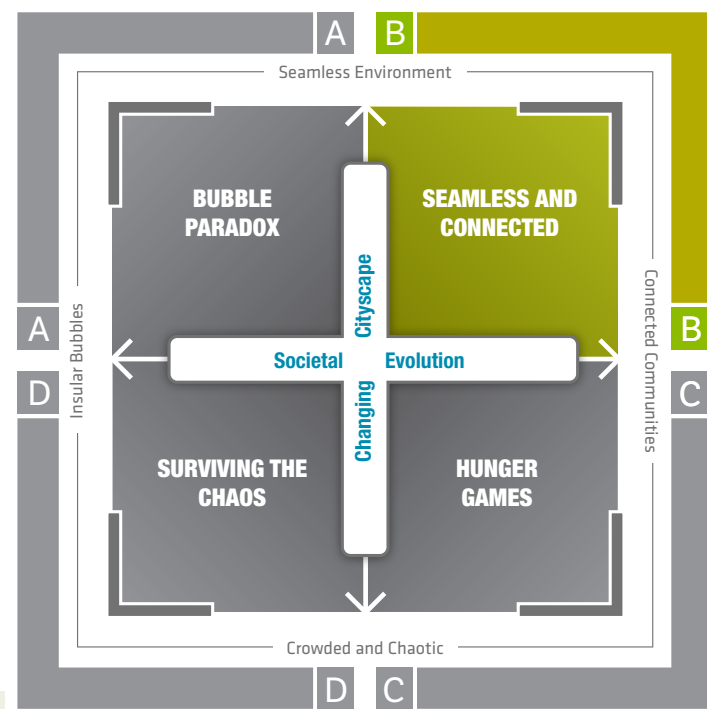 A
B
Seamless Environment
BUBBLE
PARADOX
SEAMLESS AND
CONNECTED
Changing Cityscape
Insular Bubbles
Connected Communities
A
B
Societal Evolution
D
C
SURVIVING THE
CHAOS
HUNGER
GAMES
Crowded and Chaotic
D
C